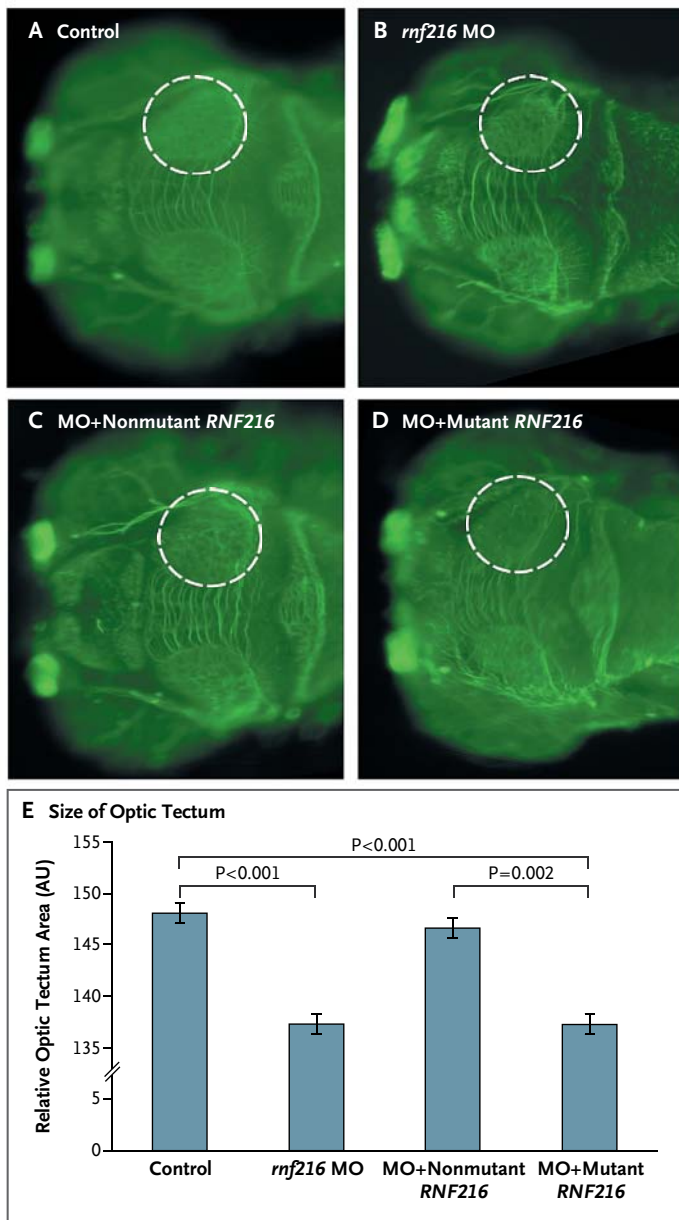 A Control
B rnf216 MO
C MO+Nonmutant RNF216
D MO+Mutant RNF216
E Size of Optic Tectum
Relative Optic Tectum Area (AU)
155
150
145
140
135
5
0
P<0.001
P<0.001
P=0.002
Control
rnf216 MO
MO+Nonmutant
RNF216
MO+Mutant
RNF216